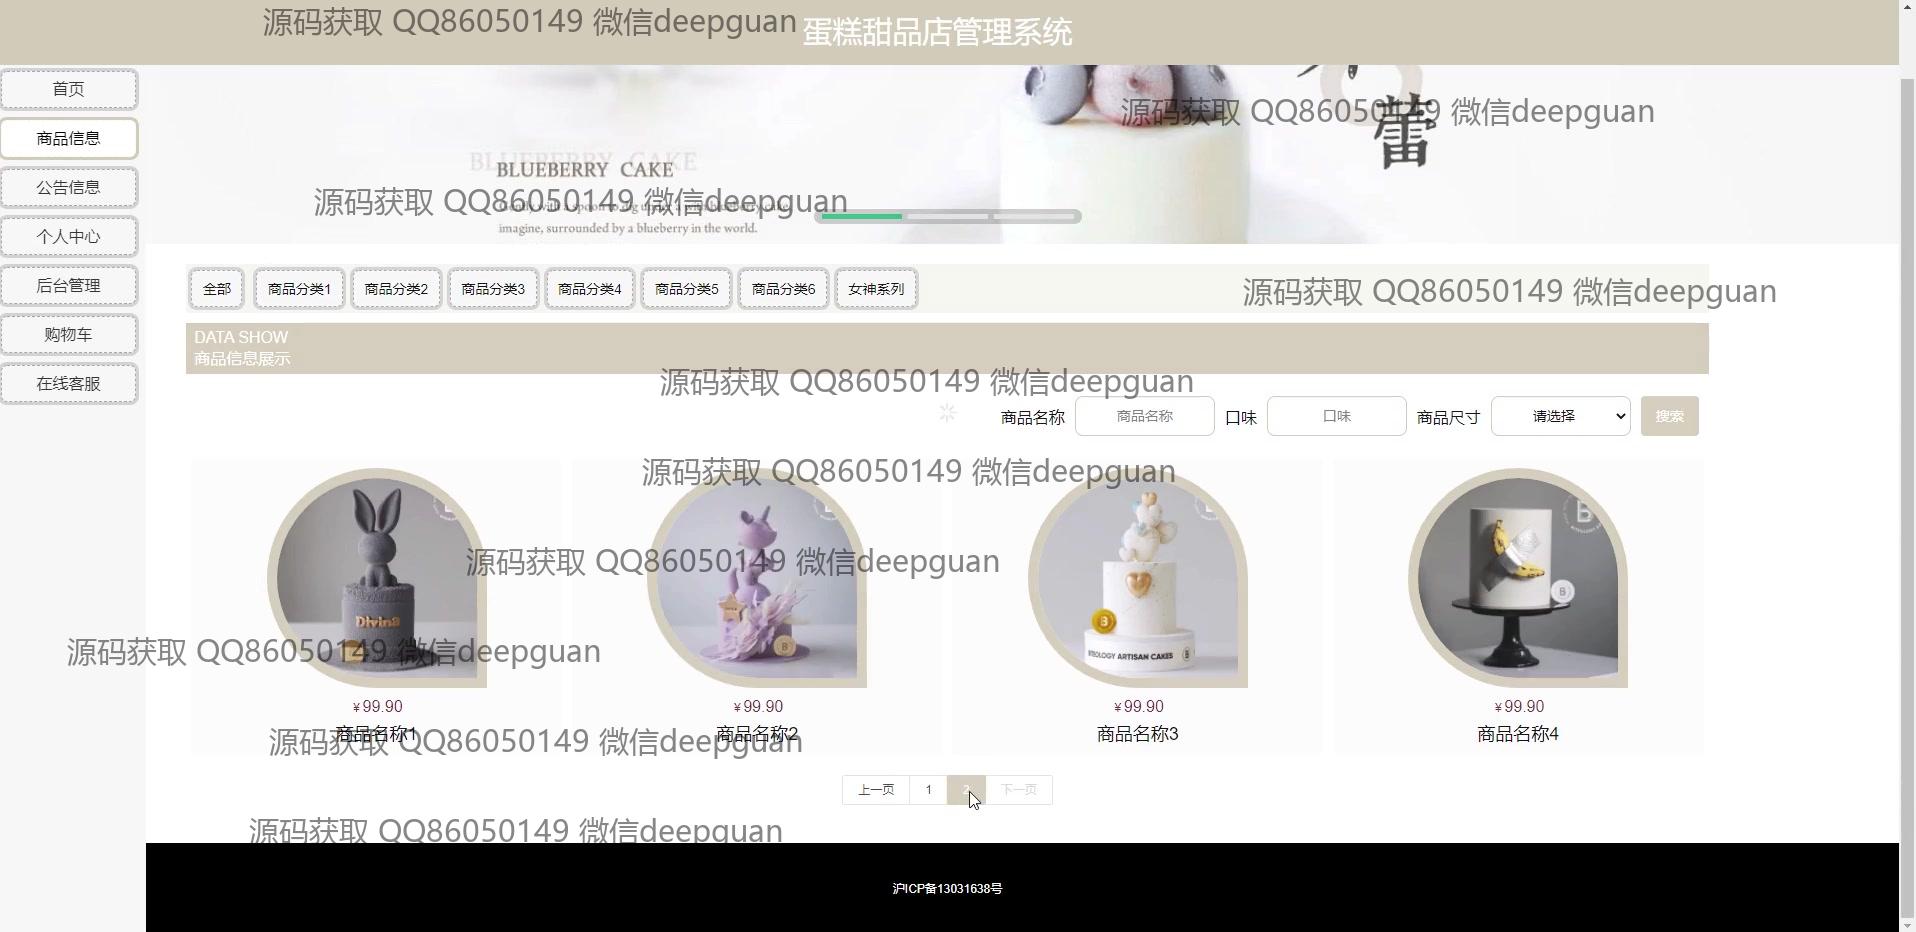 源码获取 QQ86050149 微信deepguan
蛋糕甜品店管理系统
首页
商品信息
公告信息
个人中心
后台管理
购物车
在线客服
源码获取 QQ86050149 微信deepguan
蕾
BLUEBERRY CAKE
BLUEBERRY CAKE
源码获取 QQ86050149 微信deepguan
imagine, surrounded by a blueberry in the world.
全部 商品分类1 商品分类2 商品分类3 商品分类4 商品分类5 商品分类6 女神系列
源码获取 QQ86050149 微信deepguan
DATA SHOW
商品信息展示
源码获取 QQ86050149 微信deepguan
商品名称 商品名称 口味 口味 商品尺寸 请选择 搜索
源码获取 QQ86050149 微信deepguan
B
源码获取 QQ86050149 微信deepguan
Divina
B
B
B
BITEOLOGY ARTISAN CAKES B
源码获取 QQ86050149 微信deepguan
¥99.90 ¥99.90 ¥99.90 ¥99.90
商品名称1 商品名称2 商品名称3 商品名称4
源码获取 QQ86050149 微信deepguan
上一页 1 2 下一页
源码获取 QQ86050149 微信deepguan
沪ICP备13031638号